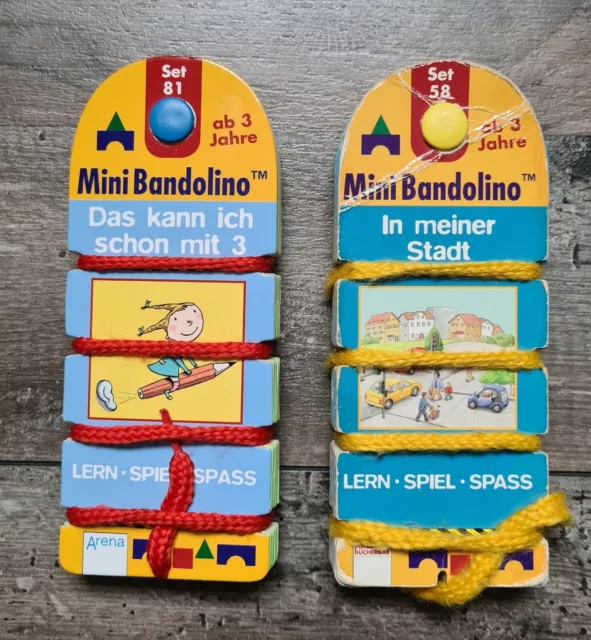 Set
81
ab 3
Jahre
Mini Bandolino™
Das kann ich
schon mit 3
LERN · SPIEL · SPASS
Arena
Set
58
ab 3
Jahre
Mini Bandolino™
In meiner
Stadt
LERN · SPIEL · SPASS
BÜCHERBÄR